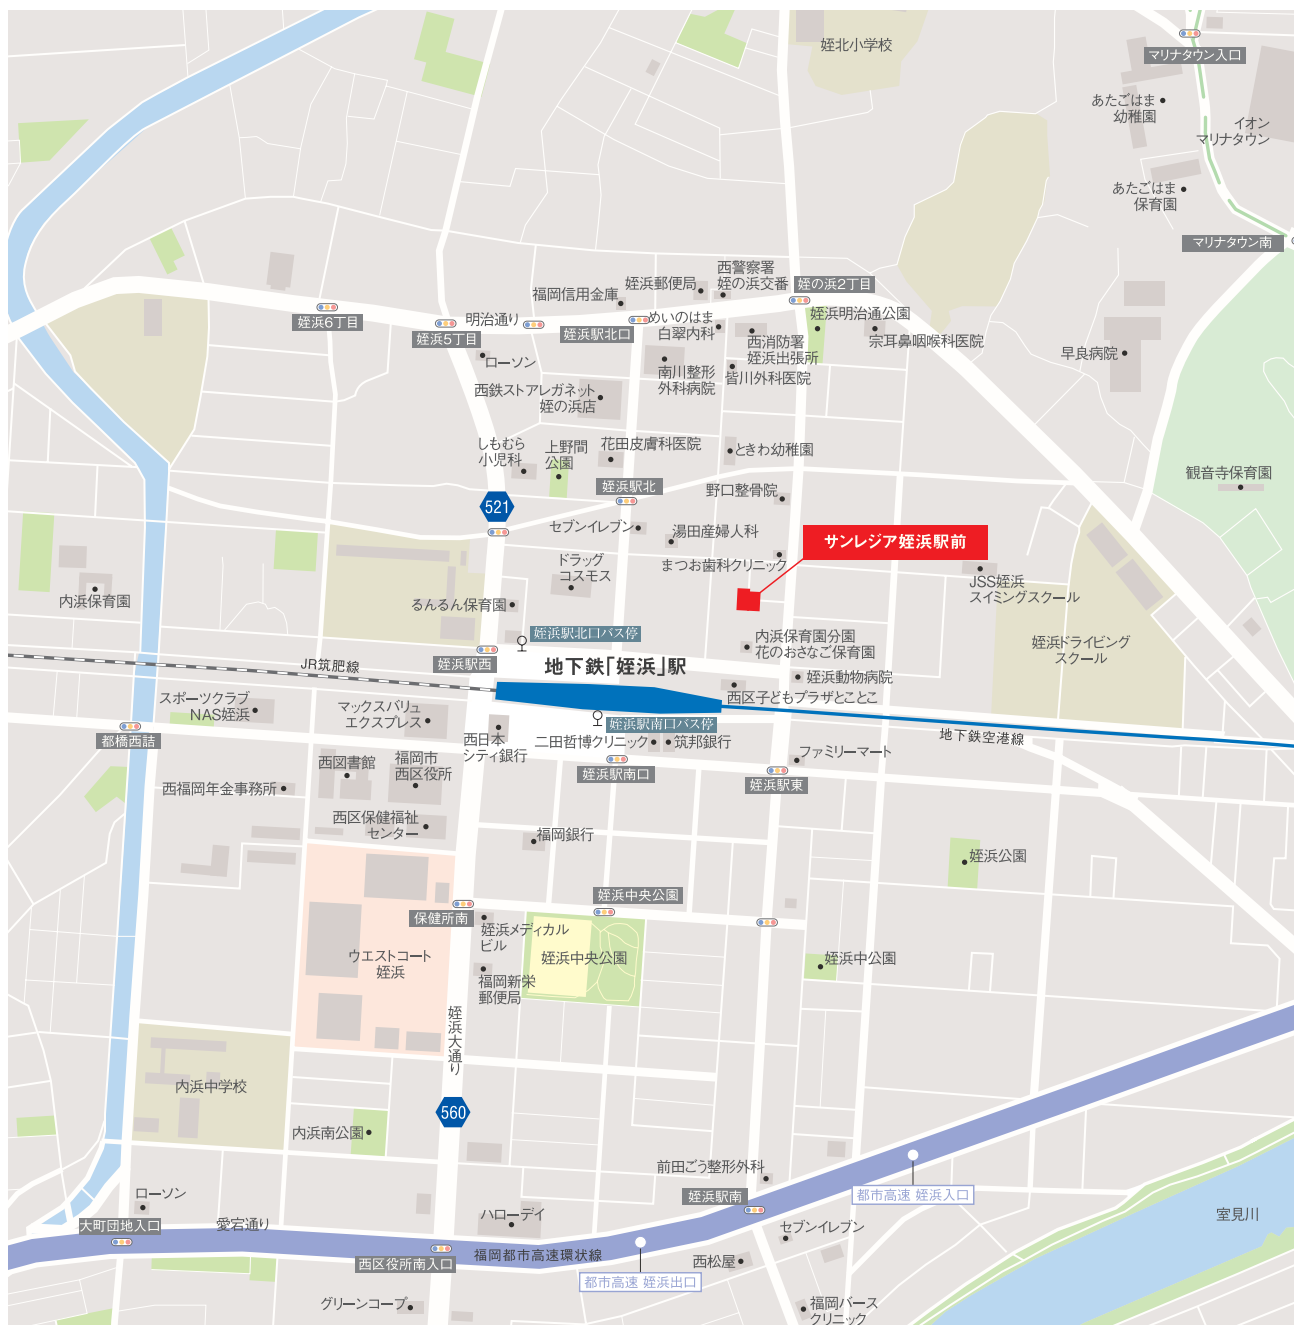 姪北小学校
マリナタウン入口
あたごはま
幼稚園
イオン
マリナタウン
あたごはま
保育園
マリナタウン南
西警察署
姪の浜交番
姪浜郵便局
姪の浜2丁目
福岡信用金庫
姪浜6丁目
明治通り
姪浜5丁目
姪浜駅北口
めいのはま
白翠内科
姪浜明治通公園
西消防署
姪浜出張所
宗耳鼻咽喉科医院
早良病院
ローソン
南川整形
外科病院
皆川外科医院
西鉄ストアレガネット
姪の浜店
しもむら
小児科
上野間
公園
花田皮膚科医院
ときわ幼稚園
観音寺保育園
姪浜駅北
野口整骨院
521
セブンイレブン
湯田産婦人科
サンレジア姪浜駅前
ドラッグ
コスモス
まつお歯科クリニック
JSS姪浜
スイミングスクール
内浜保育園
るんるん保育園
姪浜駅北口バス停
内浜保育園分園
花のおさなご保育園
姪浜ドライビング
スクール
JR筑肥線
姪浜駅西
地下鉄「姪浜」駅
姪浜動物病院
西区子どもプラザとことこ
スポーツクラブ
NAS姪浜
マックスバリュ
エクスプレス
姪浜駅南口バス停
地下鉄空港線
都橋西詰
西日本
シティ銀行
二田哲博クリニック
筑邦銀行
ファミリーマート
西図書館
福岡市
西区役所
姪浜駅南口
姪浜駅東
西福岡年金事務所
西区保健福祉
センター
福岡銀行
姪浜公園
姪浜中央公園
保健所南
姪浜メディカル
ビル
ウエストコート
姪浜
姪浜中央公園
姪浜中公園
福岡新栄
郵便局
姪浜大通り
内浜中学校
560
内浜南公園
前田ごう整形外科
姪浜駅南
都市高速 姪浜入口
ローソン
大町団地入口
愛宕通り
ハローデイ
セブンイレブン
室見川
西区役所南入口
福岡都市高速環状線
西松屋
都市高速 姪浜出口
グリーンコープ
福岡バース
クリニック